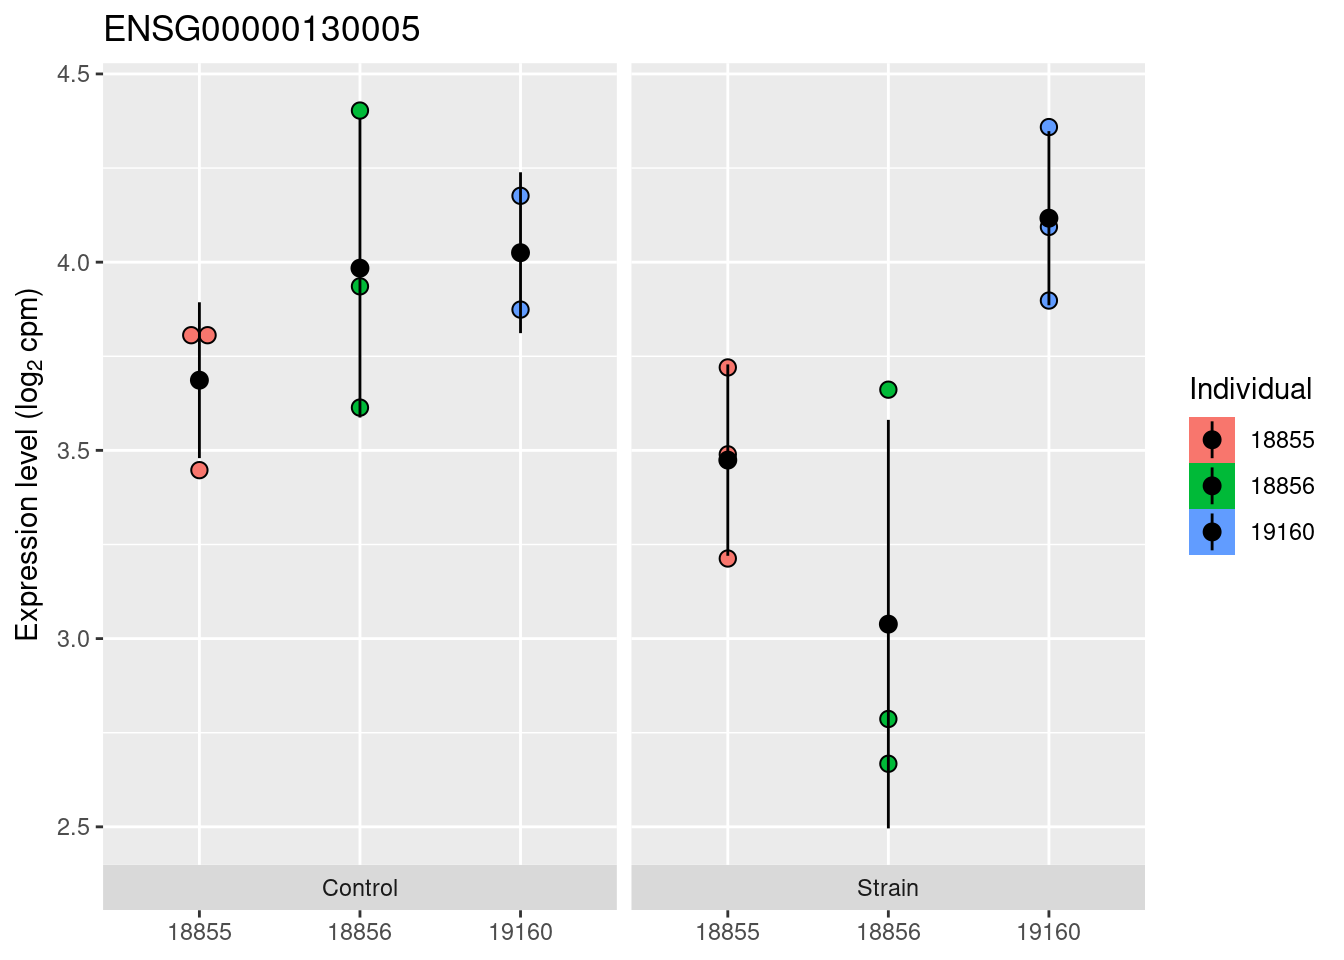 ENSG00000130005
Expression level (log₂ cpm)
4.5
4.0
3.5
3.0
2.5
Control
Strain
18855
18856
19160
18855
18856
19160
Individual
18855
18856
19160